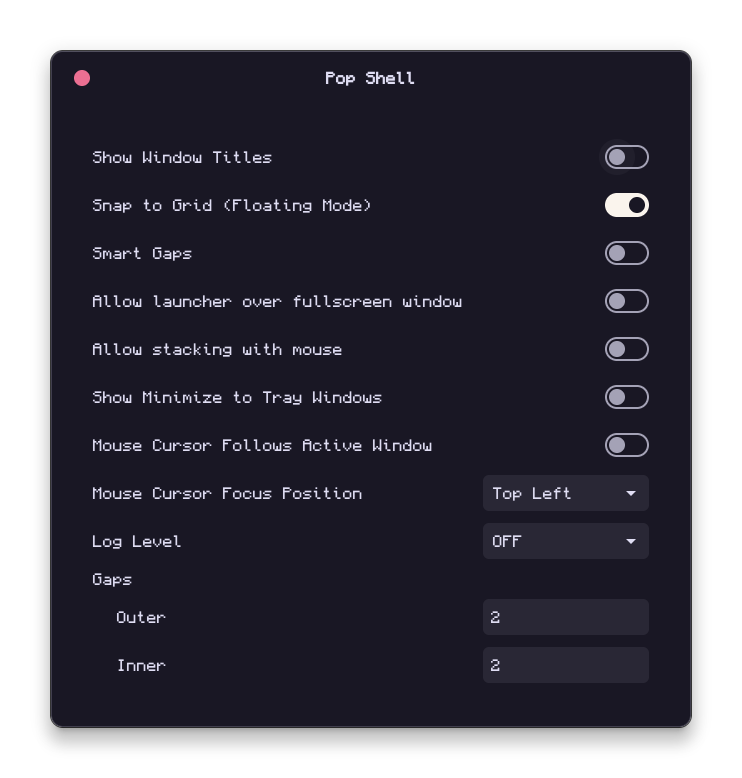 Pop Shell
Show Window Titles
Snap to Grid (Floating Mode)
Smart Gaps
Allow launcher over fullscreen window
Allow stacking with mouse
Show Minimize to Tray Windows
Mouse Cursor Follows Active Window
Mouse Cursor Focus Position Top Left
Log Level OFF
Gaps
Outer 2
Inner 2